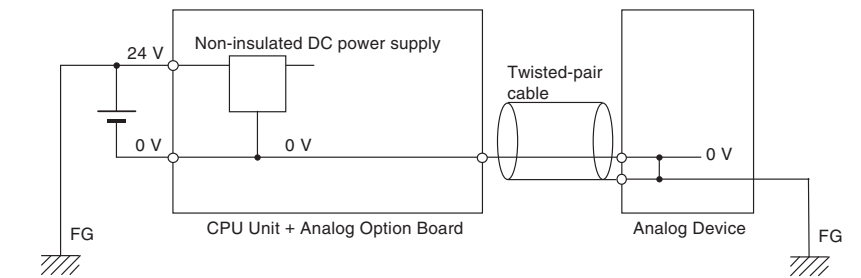 Non-insulated DC power supply
24 V
Twisted-pair
cable
0 V
0 V
0 V
CPU Unit + Analog Option Board
Analog Device
FG
FG